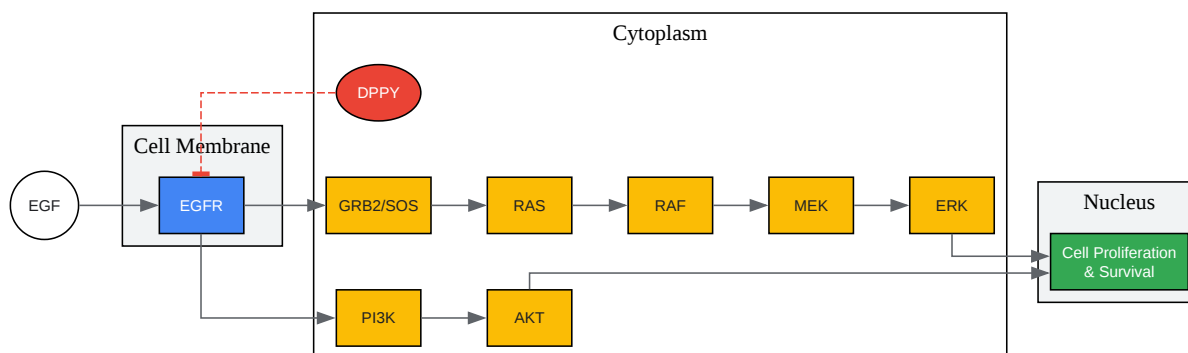 Cytoplasm
DPPY
Cell Membrane
EGF
EGFR
GRB2/SOS
RAS
RAF
MEK
ERK
Nucleus
Cell Proliferation
& Survival
PI3K
AKT